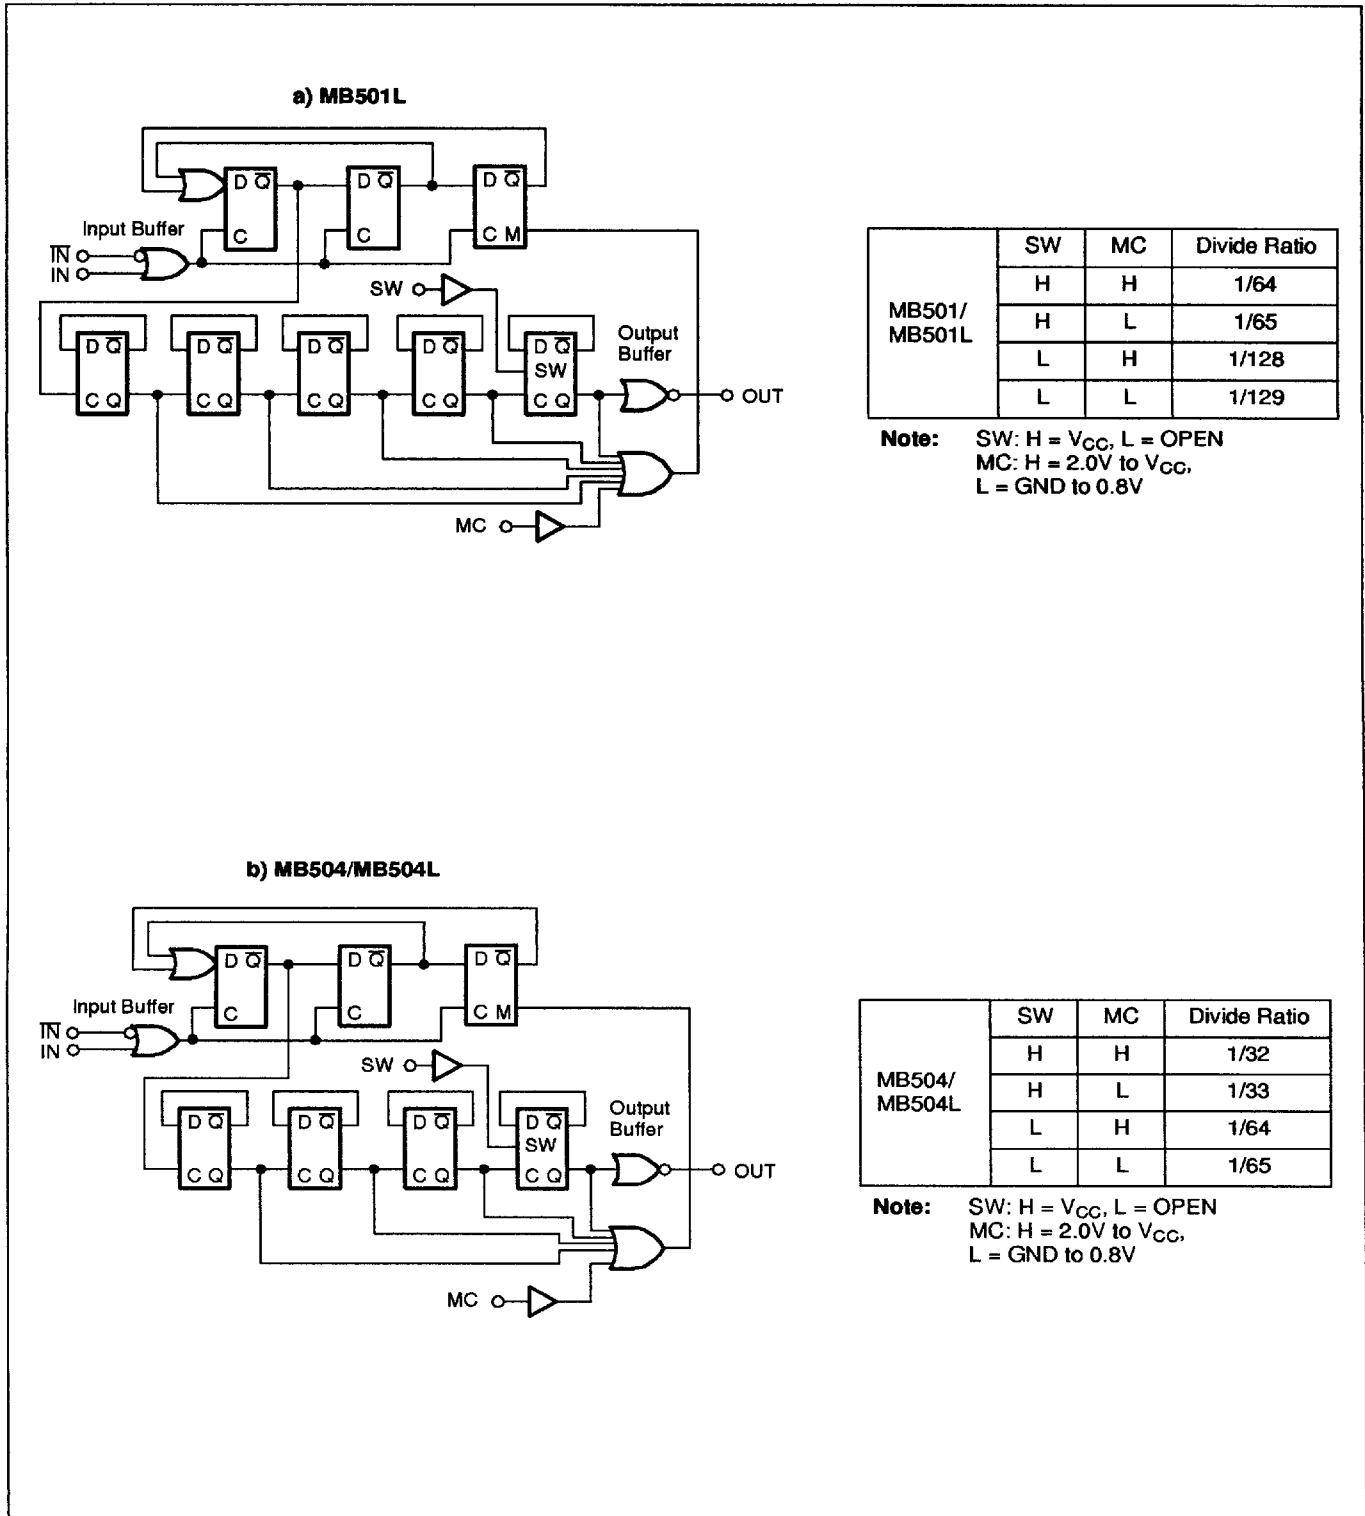 a) MB501L
D Q̅ D Q̅ D Q̅
C C C M
Input Buffer
I̅N̅
IN
SW
D Q̅ D Q̅ D Q̅ D Q̅ D Q̅
SW
C Q C Q C Q C Q C Q
Output
Buffer
OUT
MC
SW MC Divide Ratio
MB501/
MB501L
H H 1/64
H L 1/65
L H 1/128
L L 1/129
Note: SW: H = VCC, L = OPEN
MC: H = 2.0V to VCC,
L = GND to 0.8V
b) MB504/MB504L
D Q̅ D Q̅ D Q̅
C C C M
Input Buffer
I̅N̅
IN
SW
D Q̅ D Q̅ D Q̅ D Q̅
SW
C Q C Q C Q C Q
Output
Buffer
OUT
MC
SW MC Divide Ratio
MB504/
MB504L
H H 1/32
H L 1/33
L H 1/64
L L 1/65
Note: SW: H = VCC, L = OPEN
MC: H = 2.0V to VCC,
L = GND to 0.8V